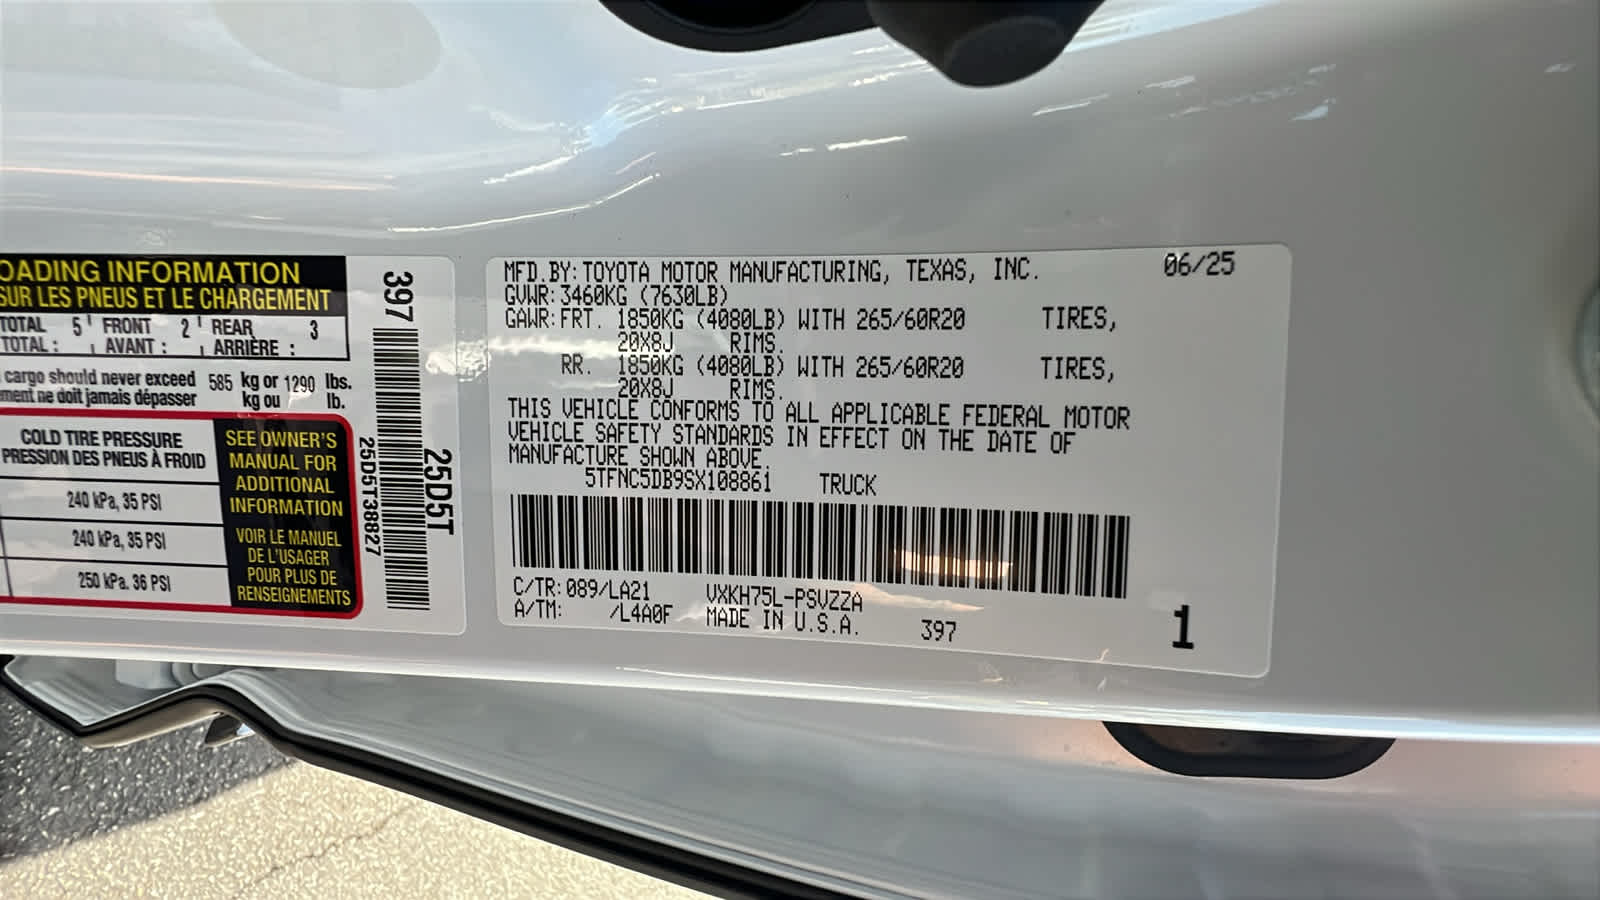 OADING INFORMATION
SUR LES PNEUS ET LE CHARGEMENT
TOTAL 5 FRONT 2 REAR 3
TOTAL : AVANT : ARRIÈRE :
cargo should never exceed 585 kg or 1290 lbs.
ment ne doit jamais dépasser kg ou lb.
COLD TIRE PRESSURE
PRESSION DES PNEUS À FROID
240 kPa, 35 PSI
240 kPa, 35 PSI
250 kPa. 36 PSI
SEE OWNER'S
MANUAL FOR
ADDITIONAL
INFORMATION
VOIR LE MANUEL
DE L'USAGER
POUR PLUS DE
RENSEIGNEMENTS
397
25D5T38827
25D5T
MFD.BY: TOYOTA MOTOR MANUFACTURING, TEXAS, INC. 06/25
GVWR: 3460KG (7630LB)
GAWR: FRT. 1850KG (4080LB) WITH 265/60R20 TIRES,
20X8J RIMS.
RR. 1850KG (4080LB) WITH 265/60R20 TIRES,
20X8J RIMS.
THIS VEHICLE CONFORMS TO ALL APPLICABLE FEDERAL MOTOR
VEHICLE SAFETY STANDARDS IN EFFECT ON THE DATE OF
MANUFACTURE SHOWN ABOVE.
5TFNC5DB9SX108861 TRUCK
C/TR: 089/LA21 VXKH75L-PSVZZA
A/TM: /L4A0F MADE IN U.S.A. 397
1